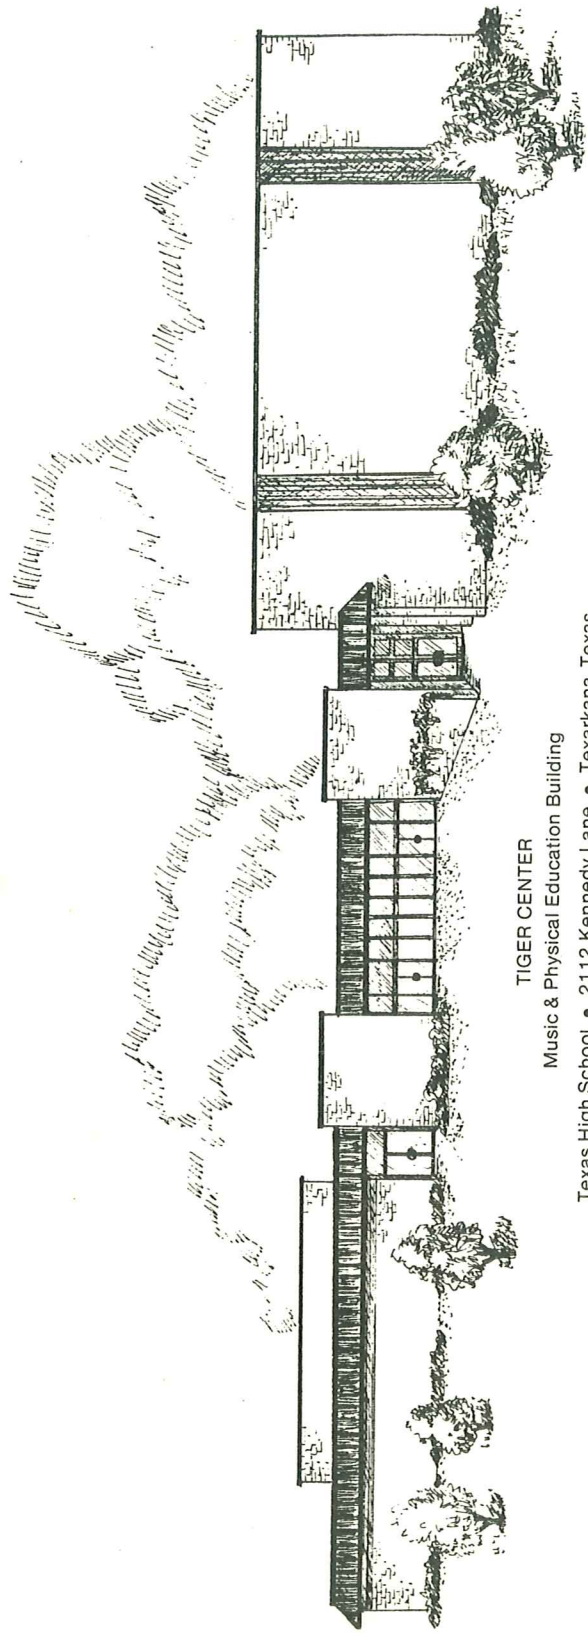 TIGER CENTER
Music & Physical Education Building
Texas High School • 2112 Kennedy Lane • Texarkana, Texas